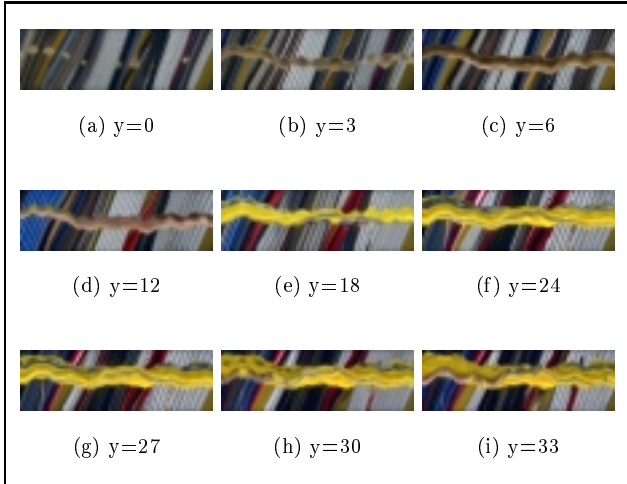 (a) y=0 (b) y=3 (c) y=6
(d) y=12 (e) y=18 (f) y=24
(g) y=27 (h) y=30 (i) y=33